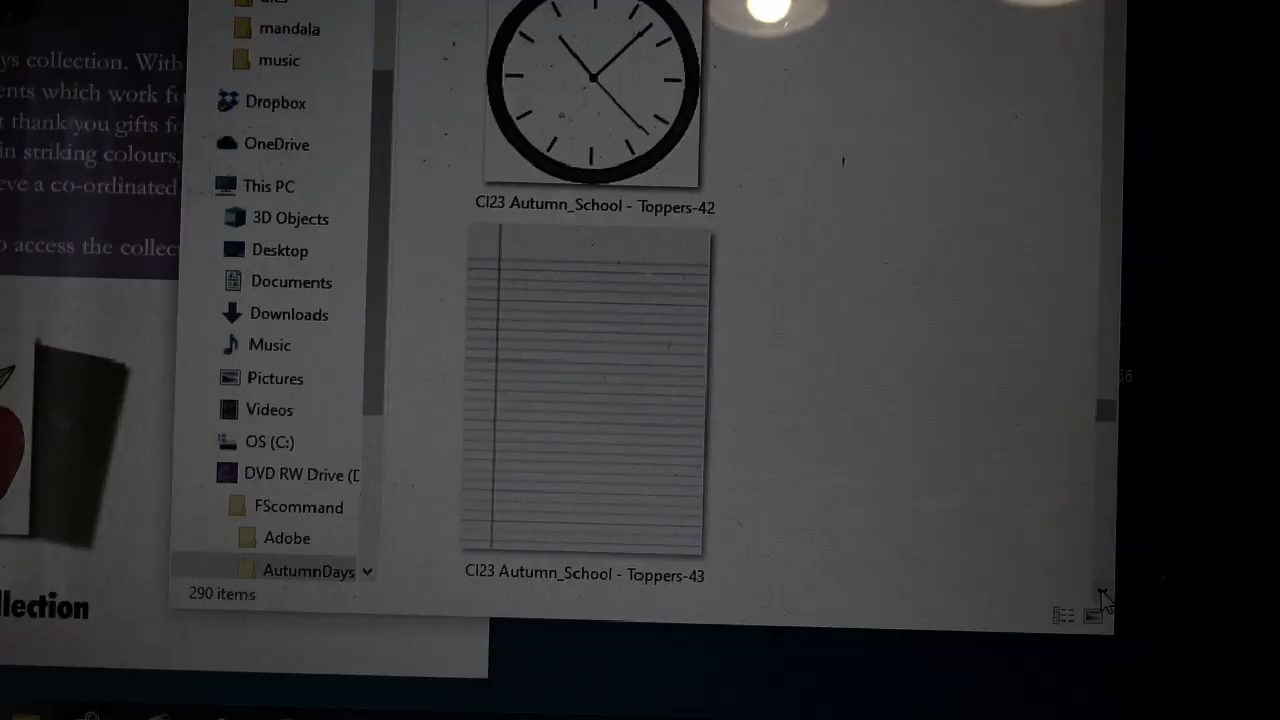 ys collection. With
ents which work fo
t thank you gifts fo
in striking colours,
eve a co-ordinated
o access the collec
llection
mandala
music
Dropbox
OneDrive
This PC
3D Objects
Desktop
Documents
Downloads
Music
Pictures
Videos
OS (C:)
DVD RW Drive (D
FScommand
Adobe
AutumnDays
290 items
CI23 Autumn_School - Toppers-42
CI23 Autumn_School - Toppers-43